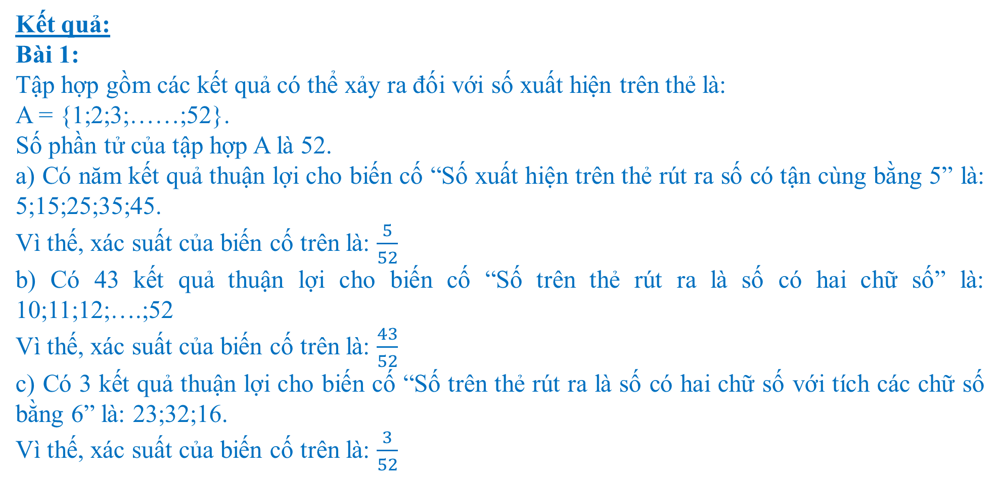 Kết quả:
Bài 1:
Tập hợp gồm các kết quả có thể xảy ra đối với số xuất hiện trên thẻ là:
A = {1;2;3;……;52}.
Số phần tử của tập hợp A là 52.
a) Có năm kết quả thuận lợi cho biến cố “Số xuất hiện trên thẻ rút ra số có tận cùng bằng 5” là:
5;15;25;35;45.
Vì thế, xác suất của biến cố trên là: 5/52
b) Có 43 kết quả thuận lợi cho biến cố “Số trên thẻ rút ra là số có hai chữ số” là:
10;11;12;….;52
Vì thế, xác suất của biến cố trên là: 43/52
c) Có 3 kết quả thuận lợi cho biến cố “Số trên thẻ rút ra là số có hai chữ số với tích các chữ số
bằng 6” là: 23;32;16.
Vì thế, xác suất của biến cố trên là: 3/52